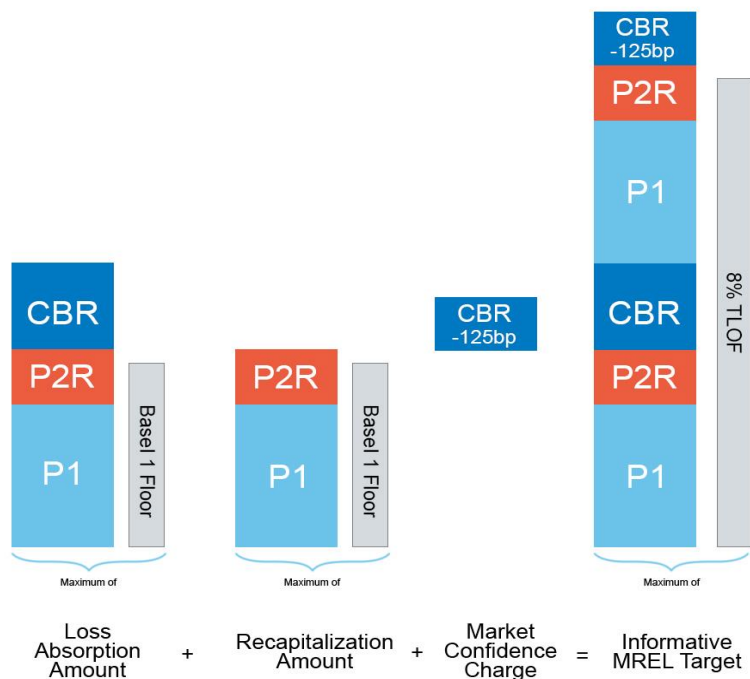 CBR
-125bp
P2R
P1
CBR
P2R
P1
8% TLOF
Maximum of
CBR
P2R
P1
Basel 1 Floor
Maximum of
P2R
P1
Basel 1 Floor
Maximum of
CBR
-125bp
Loss
Absorption
Amount
+
Recapitalization
Amount
+
Market
Confidence
Charge
=
Informative
MREL Target